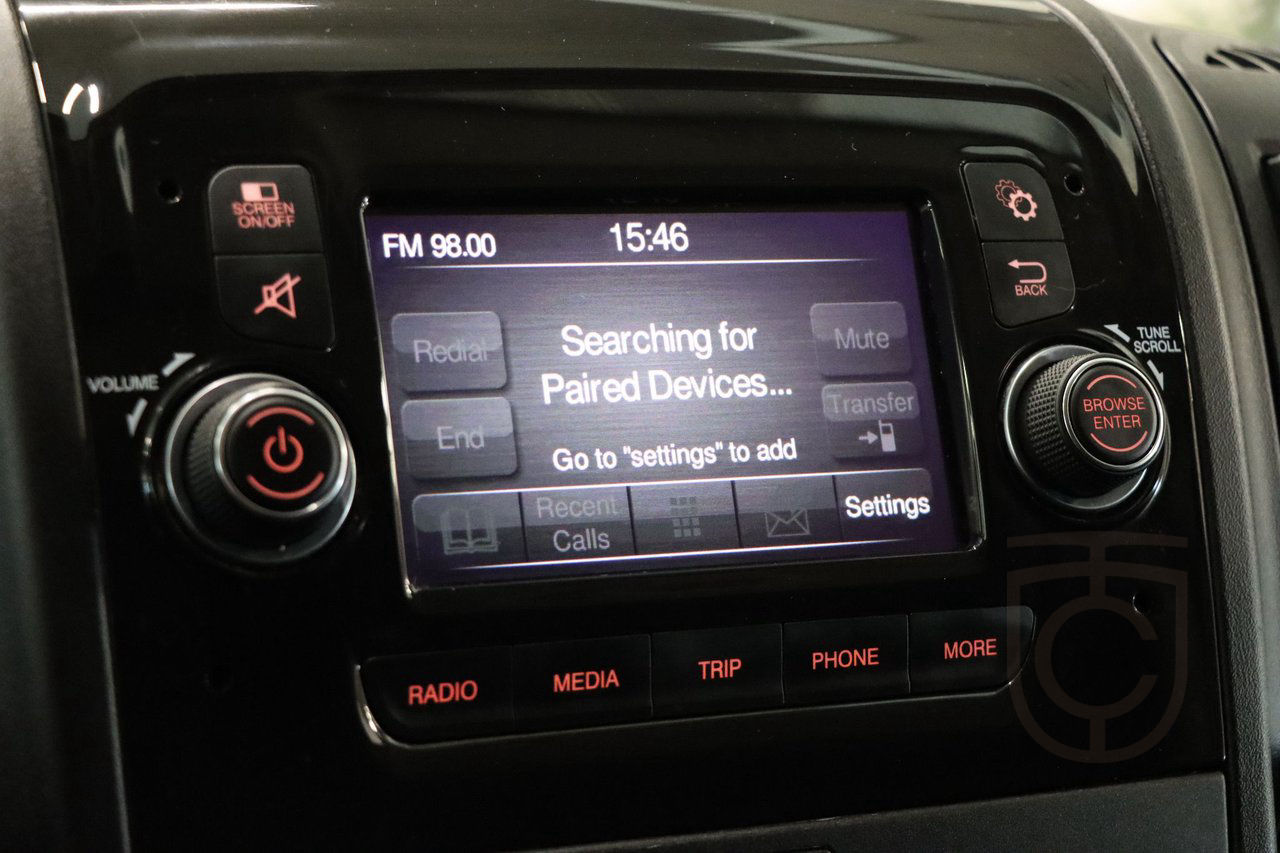 SCREEN
ON/OFF
VOLUME
FM 98.00
15:46
Redial
Searching for
Paired Devices...
Mute
End
Transfer
Go to "settings" to add
Recent
Calls
Settings
BACK
TUNE
SCROLL
BROWSE
ENTER
RADIO
MEDIA
TRIP
PHONE
MORE